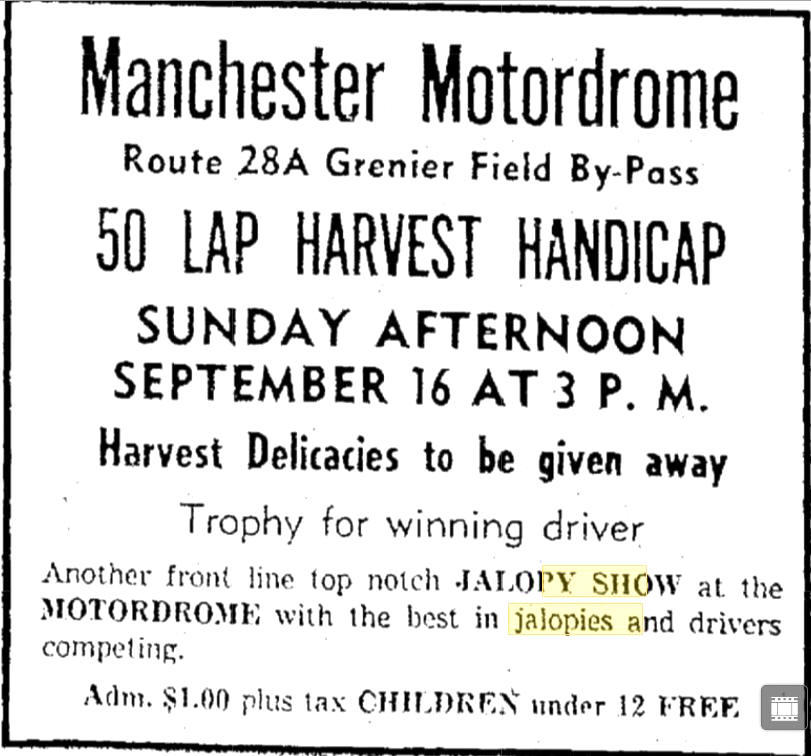 Manchester Motordrome
Route 28A Grenier Field By-Pass
50 LAP HARVEST HANDICAP
SUNDAY AFTERNOON
SEPTEMBER 16 AT 3 P. M.
Harvest Delicacies to be given away
Trophy for winning driver
Another front line top notch JALOPY SHOW at the
MOTORDROME with the best in jalopies and drivers
competing.
Adm. $1.00 plus tax CHILDREN under 12 FREE